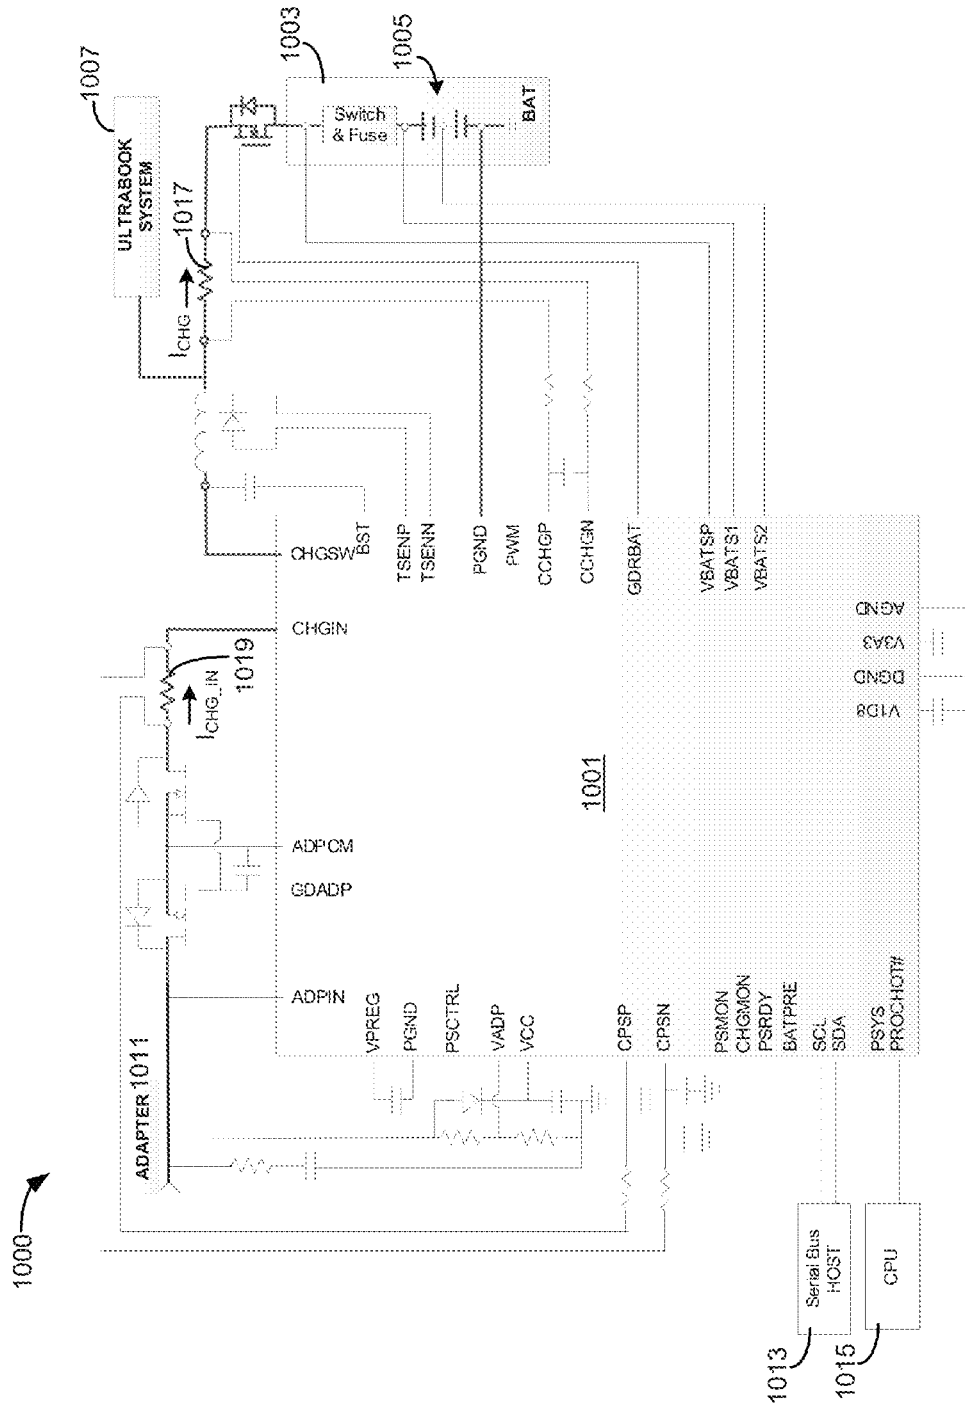 1000
ADAPTER 1011
1007
ULTRABOOK
SYSTEM
I CHG
1017
1003
Switch
& Fuse
1005
BAT
I CHG_IN
1019
ADPIN
GDADP
ADPCM
CHGIN
CHGSW
BST
TSENP
TSENN
PGND
PWM
CCHGP
CCHGN
GDRBAT
VBATSP
VBATS1
VBATS2
1001
VPREG
PGND
PSCTRL
VADP
VCC
CPSP
CPSN
PSMON
CHGMON
PSRDY
BATPRE
SCL
SDA
PSYS
PROCHOT#
V1D8
DGND
V3A3
AGND
Serial Bus
HOST
1013
CPU
1015